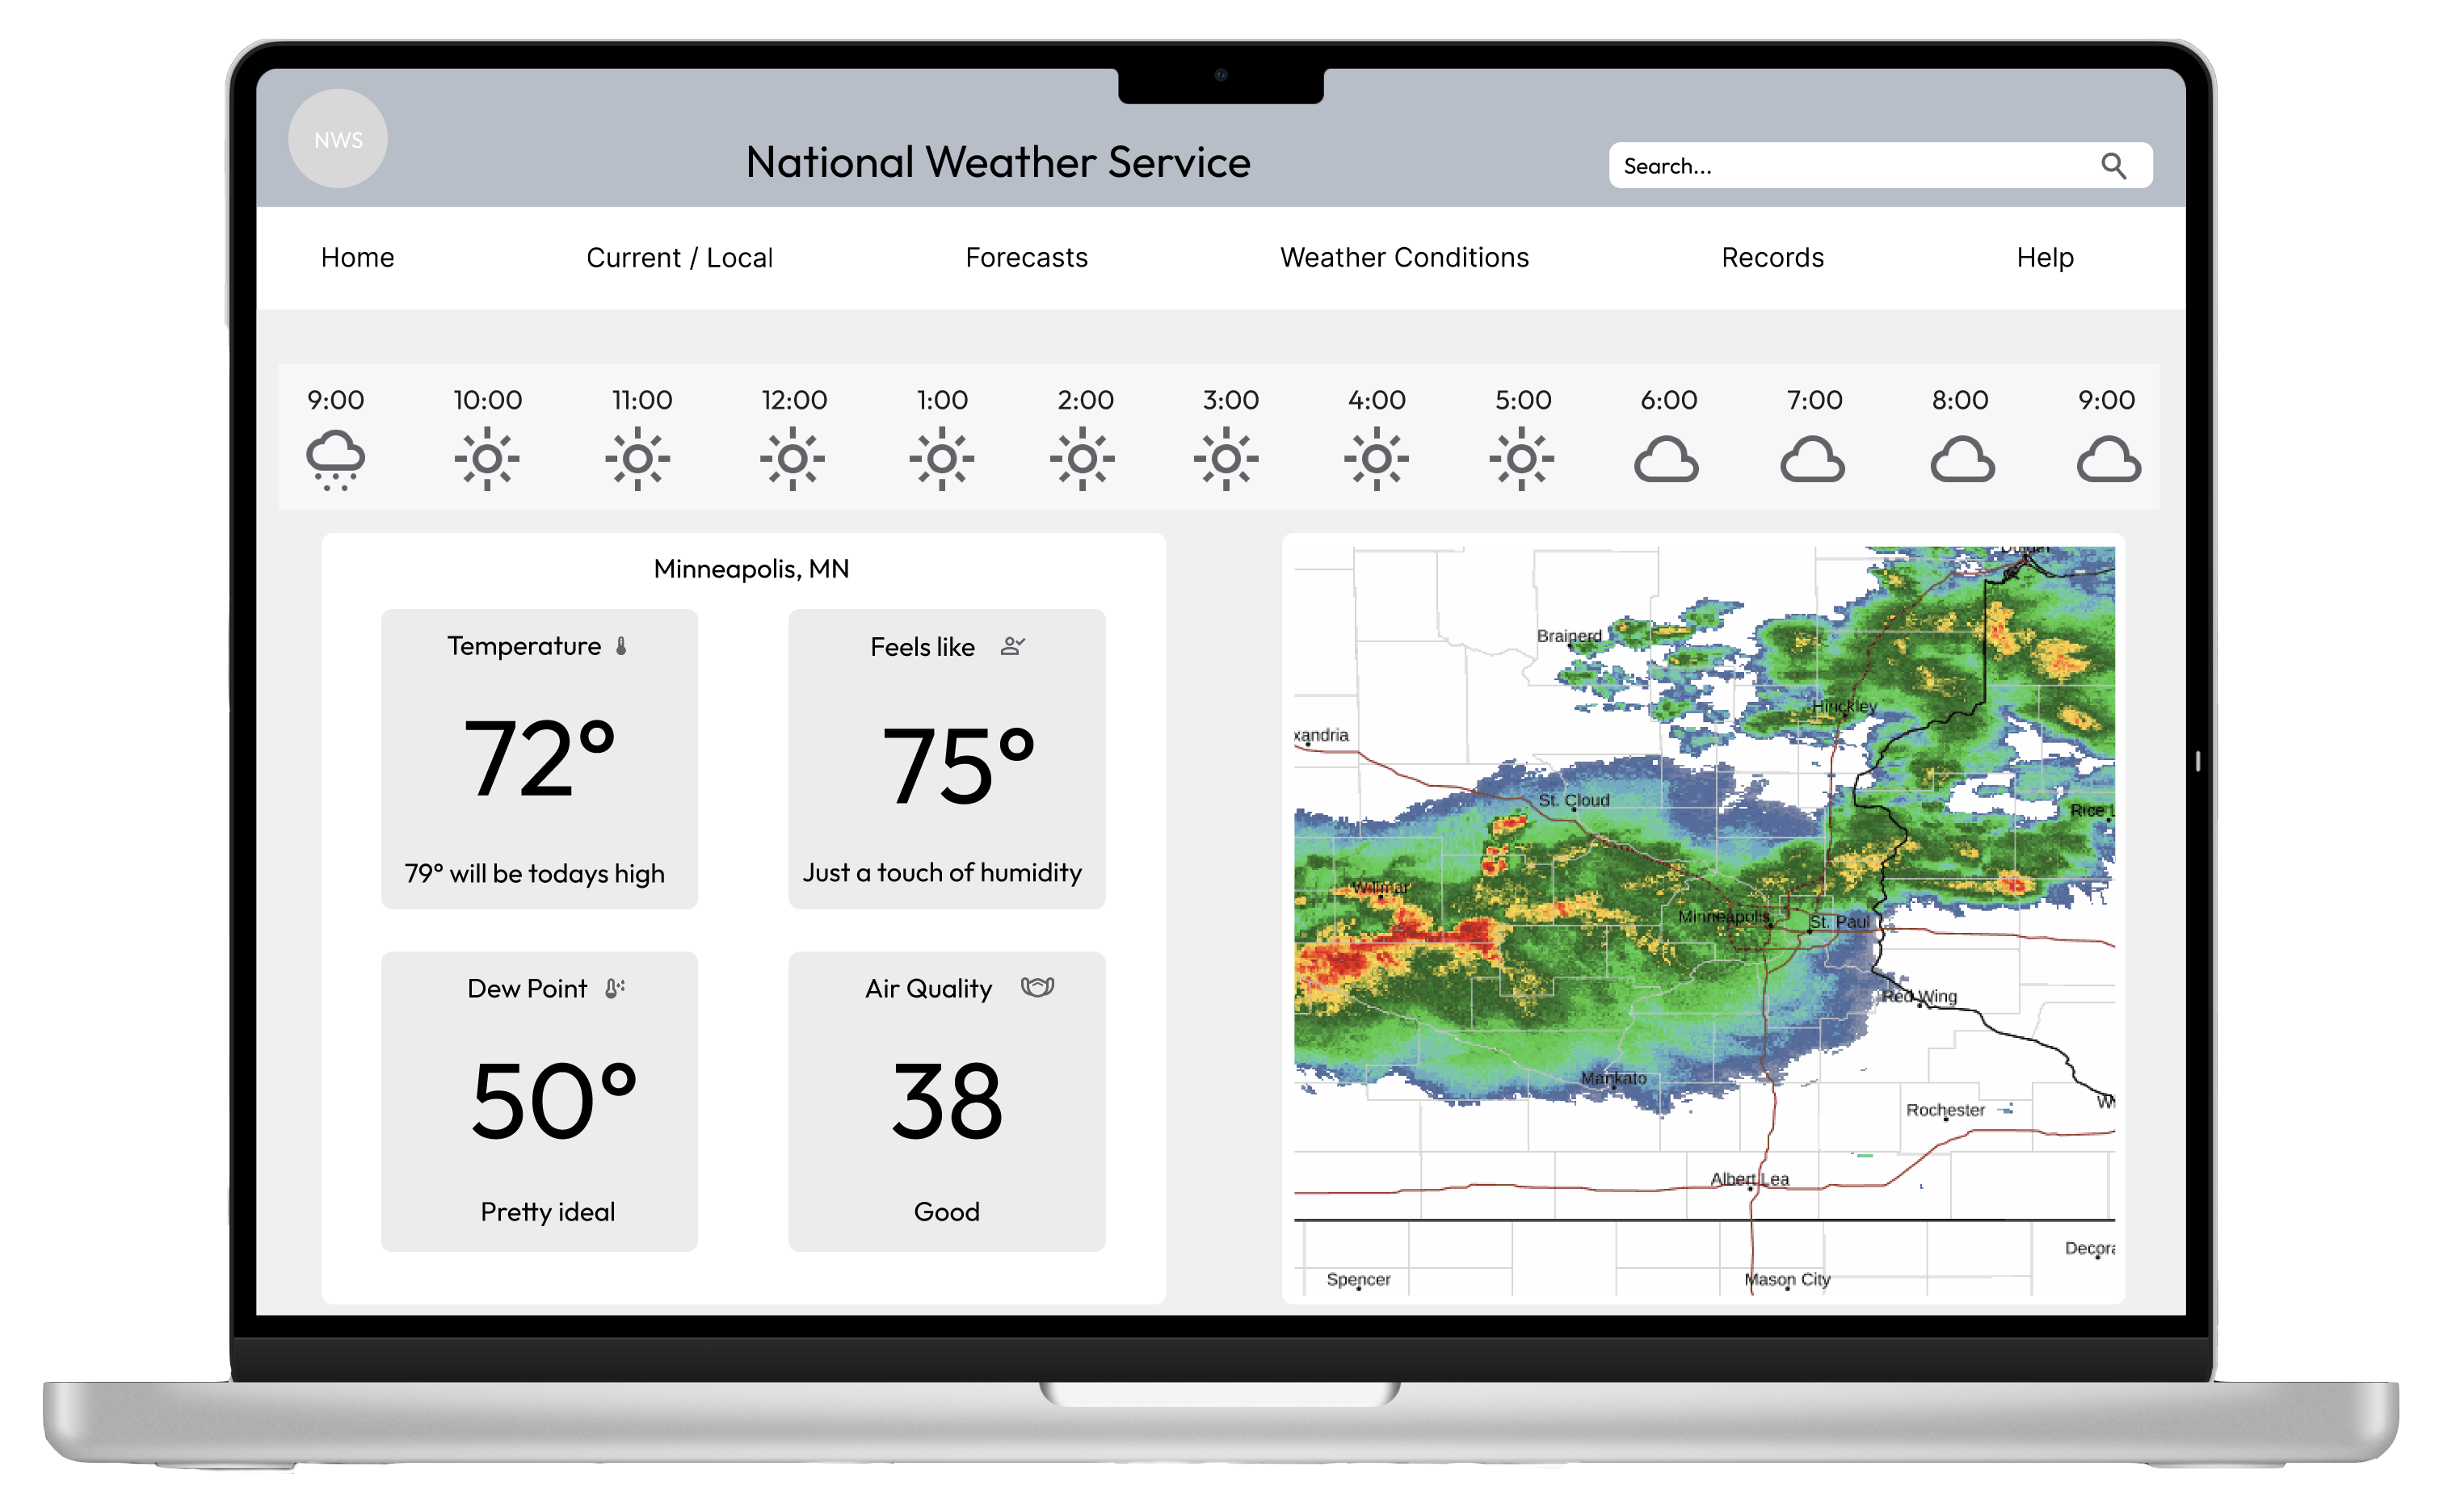 NWS
National Weather Service
Search...
Home Current / Local Forecasts Weather Conditions Records Help
9:00 10:00 11:00 12:00 1:00 2:00 3:00 4:00 5:00 6:00 7:00 8:00 9:00
Minneapolis, MN
Temperature
72°
79° will be todays high
Feels like
75°
Just a touch of humidity
Dew Point
50°
Pretty ideal
Air Quality
38
Good
Brainerd
Hinckley
xandria
St. Cloud
Rice L
Willmar
Minneapolis
St. Paul
Red Wing
Mankato
Rochester
Albert Lea
Decora
Spencer
Mason City